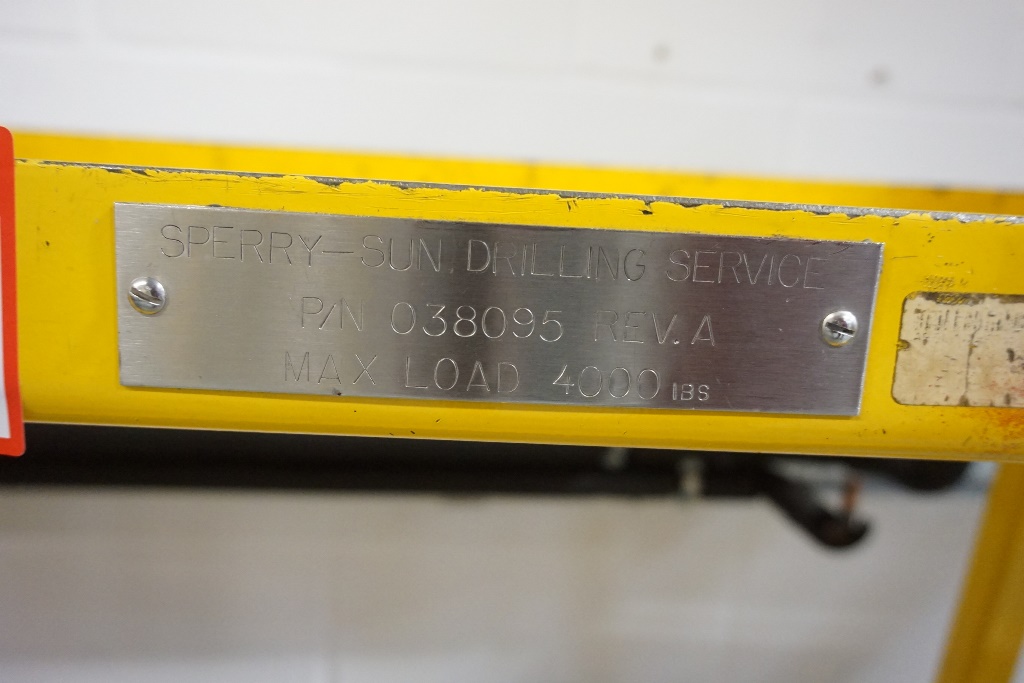 SPERRY-SUN DRILLING SERVICE
P/N 038095 REV. A
MAX LOAD 4000 lBS